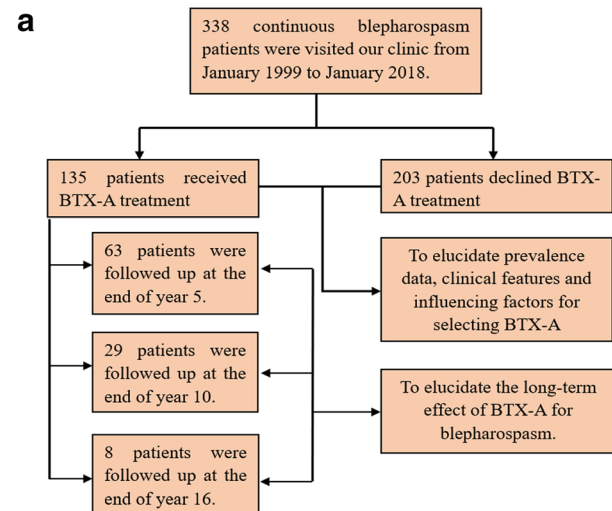 a
338 continuous blepharospasm
patients were visited our clinic from
January 1999 to January 2018.
135 patients received
BTX-A treatment
203 patients declined BTX-
A treatment
63 patients were
followed up at the
end of year 5.
To elucidate prevalence
data, clinical features and
influencing factors for
selecting BTX-A
29 patients were
followed up at the
end of year 10.
To elucidate the long-term
effect of BTX-A for
blepharospasm.
8 patients were
followed up at the
end of year 16.